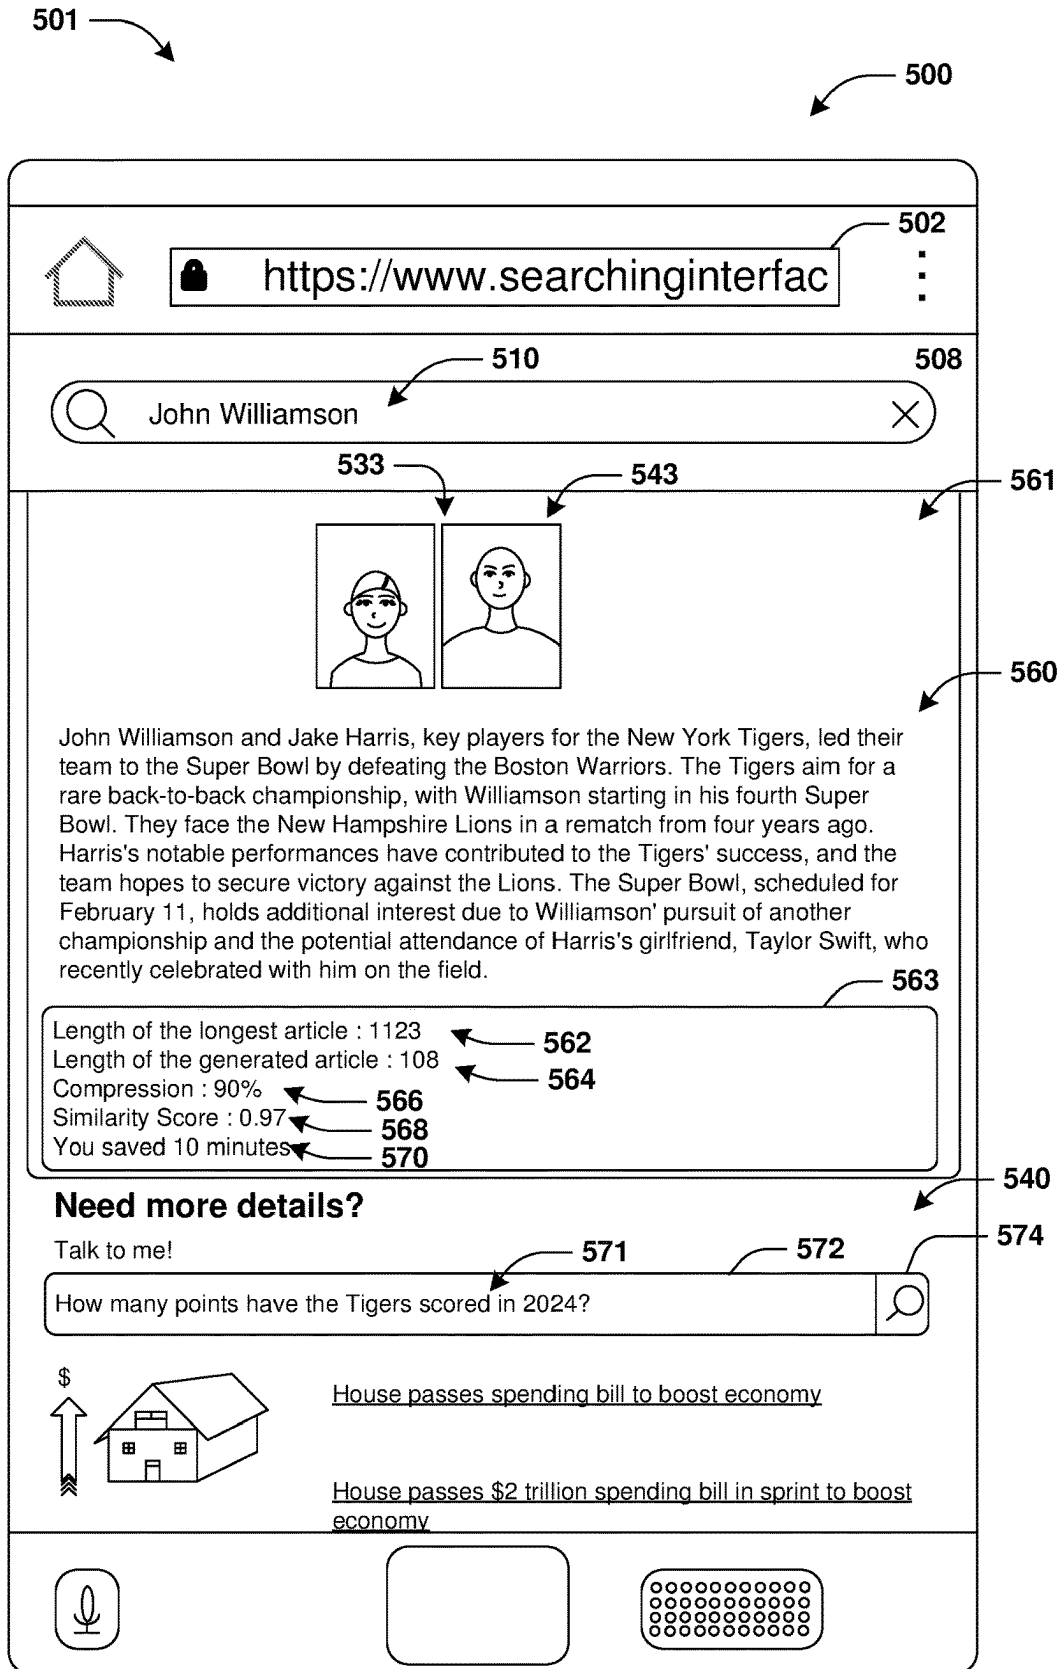 501
500
502
https://www.searchinginterfac
510
508
John Williamson
533
543
561
560
John Williamson and Jake Harris, key players for the New York Tigers, led their
team to the Super Bowl by defeating the Boston Warriors. The Tigers aim for a
rare back-to-back championship, with Williamson starting in his fourth Super
Bowl. They face the New Hampshire Lions in a rematch from four years ago.
Harris's notable performances have contributed to the Tigers' success, and the
team hopes to secure victory against the Lions. The Super Bowl, scheduled for
February 11, holds additional interest due to Williamson' pursuit of another
championship and the potential attendance of Harris's girlfriend, Taylor Swift, who
recently celebrated with him on the field.
563
Length of the longest article : 1123
562
Length of the generated article : 108
564
Compression : 90%
566
Similarity Score : 0.97
568
You saved 10 minutes
570
540
Need more details?
574
Talk to me!
571
572
How many points have the Tigers scored in 2024?
$
House passes spending bill to boost economy
House passes $2 trillion spending bill in sprint to boost
economy